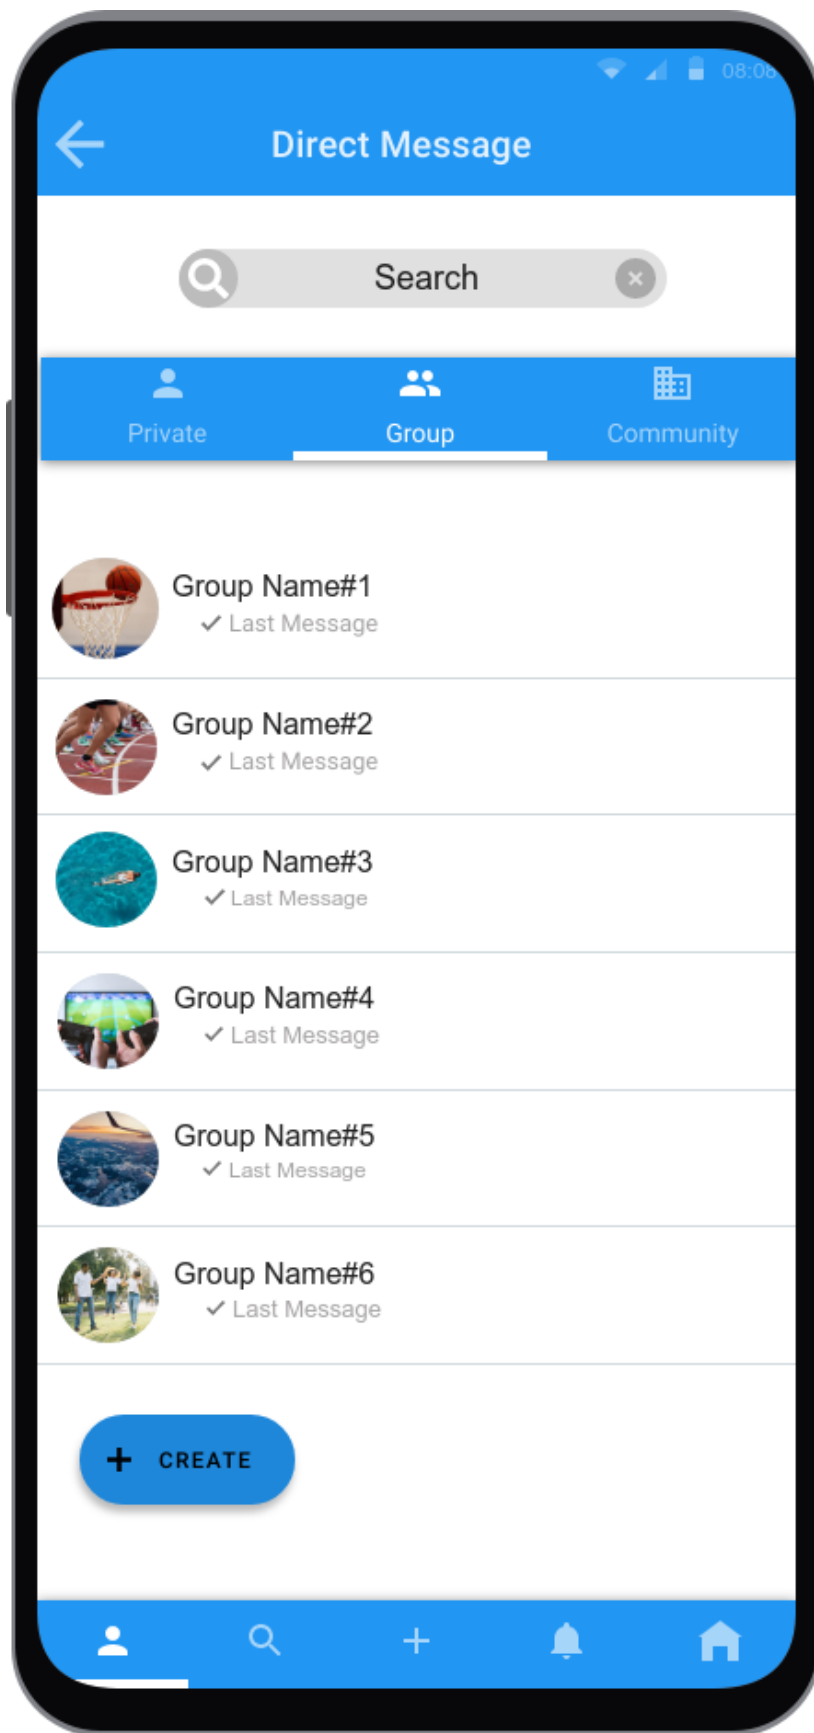 08:08
Direct Message
Search
Private Group Community
Group Name#1
Last Message
Group Name#2
Last Message
Group Name#3
Last Message
Group Name#4
Last Message
Group Name#5
Last Message
Group Name#6
Last Message
CREATE